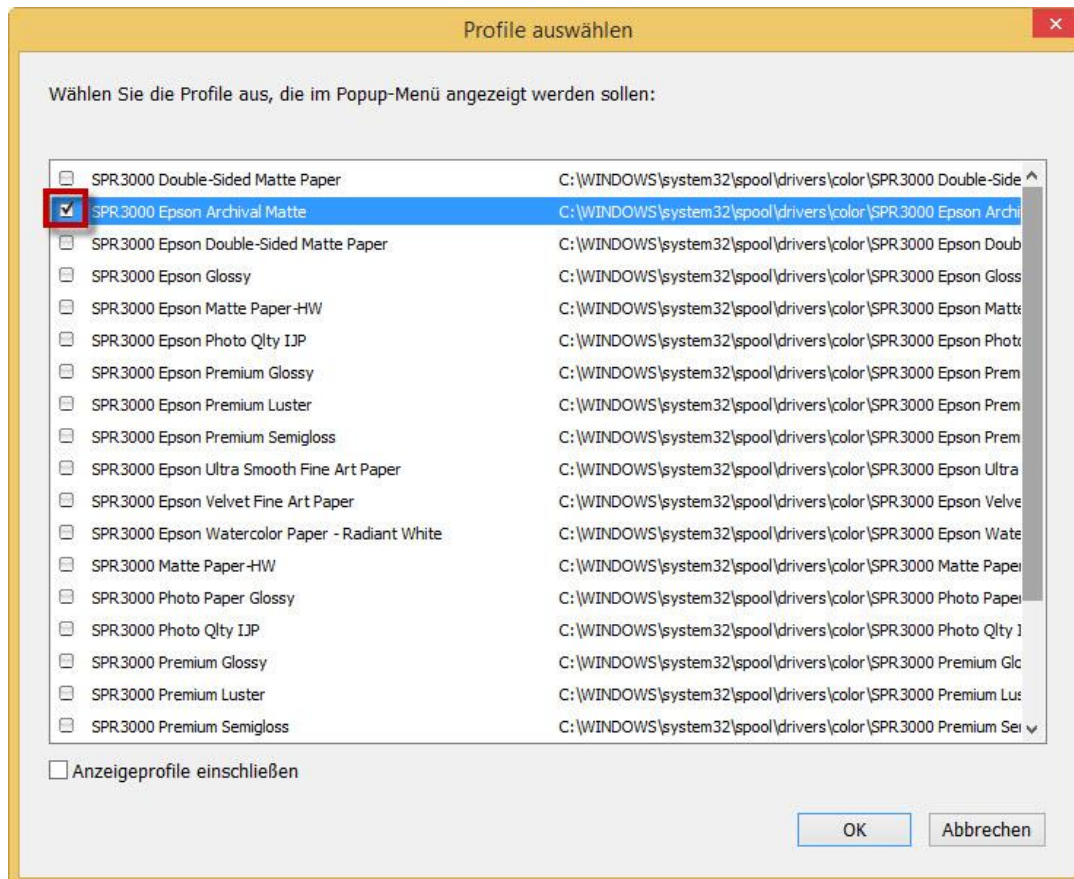 Profile auswählen
Wählen Sie die Profile aus, die im Popup-Menü angezeigt werden sollen:
SPR3000 Double-Sided Matte Paper C:\WINDOWS\system32\spool\drivers\color\SPR3000 Double-Side
SPR3000 Epson Archival Matte C:\WINDOWS\system32\spool\drivers\color\SPR3000 Epson Archi
SPR3000 Epson Double-Sided Matte Paper C:\WINDOWS\system32\spool\drivers\color\SPR3000 Epson Doub
SPR3000 Epson Glossy C:\WINDOWS\system32\spool\drivers\color\SPR3000 Epson Gloss
SPR3000 Epson Matte Paper-HW C:\WINDOWS\system32\spool\drivers\color\SPR3000 Epson Matte
SPR3000 Epson Photo Qlty IJP C:\WINDOWS\system32\spool\drivers\color\SPR3000 Epson Photo
SPR3000 Epson Premium Glossy C:\WINDOWS\system32\spool\drivers\color\SPR3000 Epson Prem
SPR3000 Epson Premium Luster C:\WINDOWS\system32\spool\drivers\color\SPR3000 Epson Prem
SPR3000 Epson Premium Semigloss C:\WINDOWS\system32\spool\drivers\color\SPR3000 Epson Prem
SPR3000 Epson Ultra Smooth Fine Art Paper C:\WINDOWS\system32\spool\drivers\color\SPR3000 Epson Ultra
SPR3000 Epson Velvet Fine Art Paper C:\WINDOWS\system32\spool\drivers\color\SPR3000 Epson Velve
SPR3000 Epson Watercolor Paper - Radiant White C:\WINDOWS\system32\spool\drivers\color\SPR3000 Epson Wate
SPR3000 Matte Paper-HW C:\WINDOWS\system32\spool\drivers\color\SPR3000 Matte Paper
SPR3000 Photo Paper Glossy C:\WINDOWS\system32\spool\drivers\color\SPR3000 Photo Paper
SPR3000 Photo Qlty IJP C:\WINDOWS\system32\spool\drivers\color\SPR3000 Photo Qlty I
SPR3000 Premium Glossy C:\WINDOWS\system32\spool\drivers\color\SPR3000 Premium Glo
SPR3000 Premium Luster C:\WINDOWS\system32\spool\drivers\color\SPR3000 Premium Lus
SPR3000 Premium Semigloss C:\WINDOWS\system32\spool\drivers\color\SPR3000 Premium Sei
Anzeigeprofile einschließen
OK Abbrechen